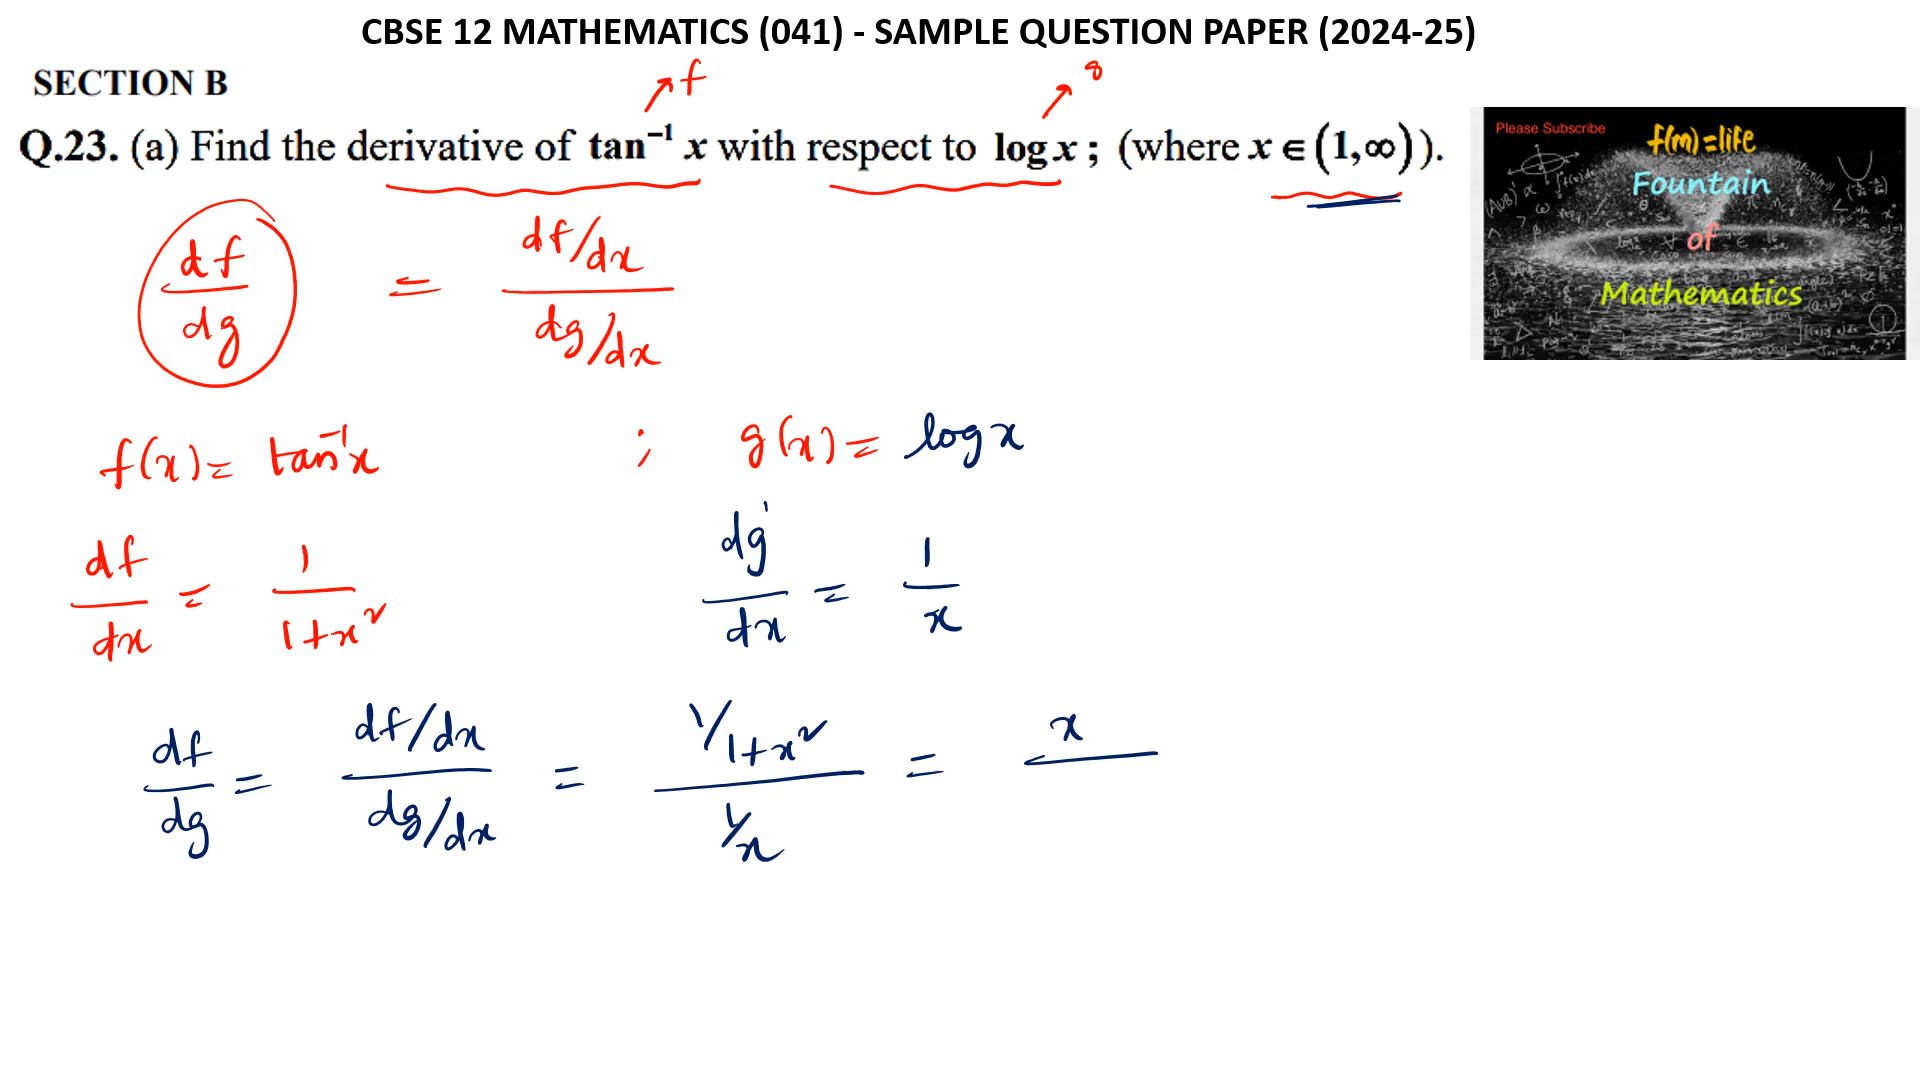 CBSE 12 MATHEMATICS (041) - SAMPLE QUESTION PAPER (2024-25)
SECTION B
f
g
Q.23. (a) Find the derivative of tan⁻¹ x with respect to log x ; (where x ∈ (1,∞)).
df/dg = (df/dx)/(dg/dx)
f(x) = tan⁻¹x ; g(x) = log x
df/dx = 1/(1+x²)
dg/dx = 1/x
df/dg = (df/dx)/(dg/dx) = (1/1+x²)/(1/x) = x/
Please Subscribe
f(m)=life
Fountain
of
Mathematics